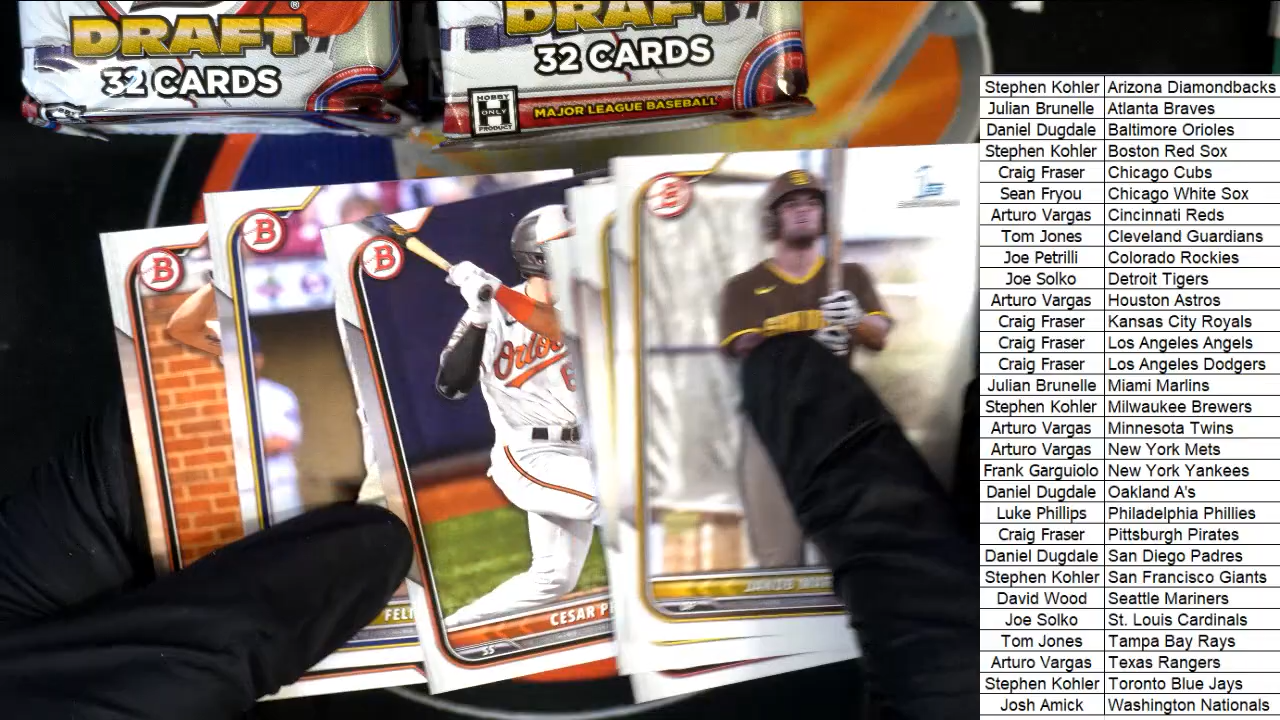 DRAFT
32 CARDS
DRAFT
32 CARDS
HOBBY
H
ONLY
PRODUCT
MAJOR LEAGUE BASEBALL
B
B
B
B
1st
Oriol
6
FELI
CESAR P
SS
Stephen Kohler Arizona Diamondbacks
Julian Brunelle Atlanta Braves
Daniel Dugdale Baltimore Orioles
Stephen Kohler Boston Red Sox
Craig Fraser Chicago Cubs
Sean Fryou Chicago White Sox
Arturo Vargas Cincinnati Reds
Tom Jones Cleveland Guardians
Joe Petrilli Colorado Rockies
Joe Solko Detroit Tigers
Arturo Vargas Houston Astros
Craig Fraser Kansas City Royals
Craig Fraser Los Angeles Angels
Craig Fraser Los Angeles Dodgers
Julian Brunelle Miami Marlins
Stephen Kohler Milwaukee Brewers
Arturo Vargas Minnesota Twins
Arturo Vargas New York Mets
Frank Garguiolo New York Yankees
Daniel Dugdale Oakland A's
Luke Phillips Philadelphia Phillies
Craig Fraser Pittsburgh Pirates
Daniel Dugdale San Diego Padres
Stephen Kohler San Francisco Giants
David Wood Seattle Mariners
Joe Solko St. Louis Cardinals
Tom Jones Tampa Bay Rays
Arturo Vargas Texas Rangers
Stephen Kohler Toronto Blue Jays
Josh Amick Washington Nationals